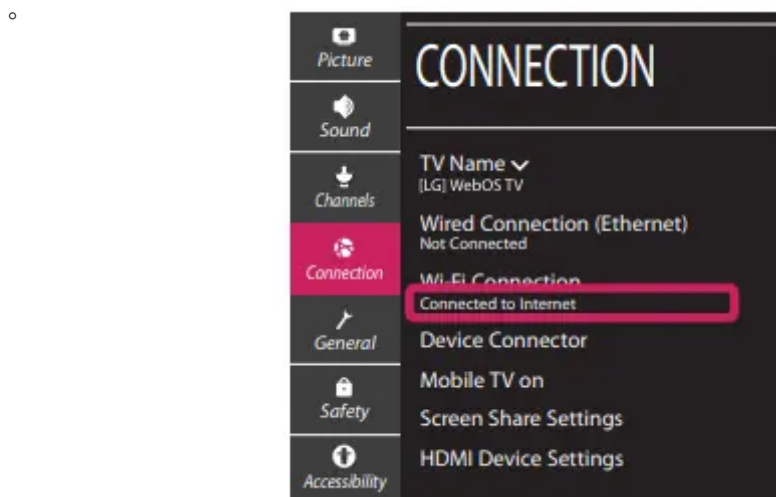 Picture
Sound
Channels
Connection
General
Safety
Accessibility
CONNECTION
TV Name
[LG] WebOS TV
Wired Connection (Ethernet)
Not Connected
Wi-Fi Connection
Connected to Internet
Device Connector
Mobile TV on
Screen Share Settings
HDMI Device Settings